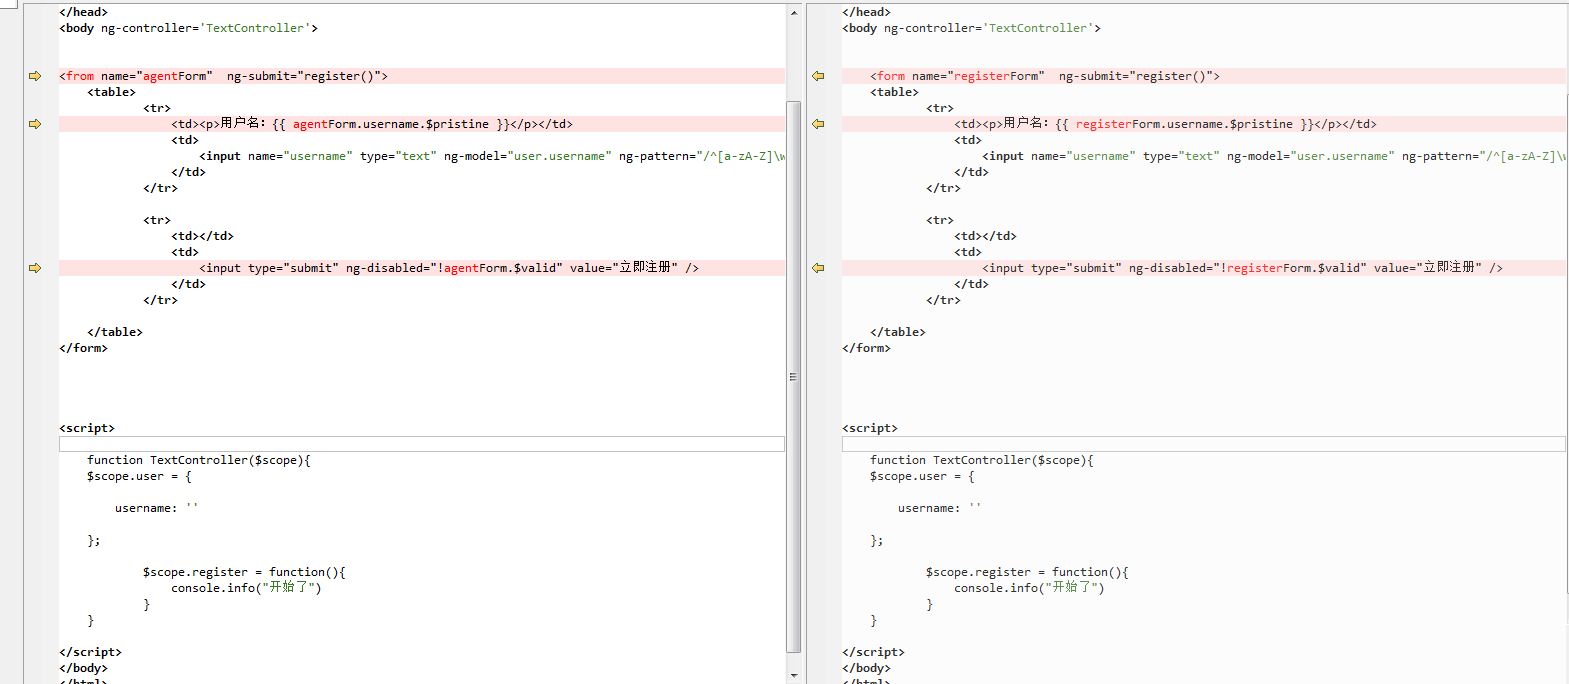 </head>
<body ng-controller='TextController'>
<from name="agentForm"  ng-submit="register()">
<table>
<tr>
<td><p>用户名: {{ agentForm.username.$pristine }}</p></td>
<td>
<input name="username" type="text" ng-model="user.username" ng-pattern="/^[a-zA-Z]\w
</td>
</tr>
<tr>
<td></td>
<td>
<input type="submit" ng-disabled="!agentForm.$valid" value="立即注册" />
</td>
</tr>
</table>
</form>
<script>
function TextController($scope){
$scope.user = {
username: ''
};
$scope.register = function(){
console.info("开始了")
}
}
</script>
</body>
</html>
</head>
<body ng-controller='TextController'>
<form name="registerForm"  ng-submit="register()">
<table>
<tr>
<td><p>用户名: {{ registerForm.username.$pristine }}</p></td>
<td>
<input name="username" type="text" ng-model="user.username" ng-pattern="/^[a-zA-Z]\w
</td>
</tr>
<tr>
<td></td>
<td>
<input type="submit" ng-disabled="!registerForm.$valid" value="立即注册" />
</td>
</tr>
</table>
</form>
<script>
function TextController($scope){
$scope.user = {
username: ''
};
$scope.register = function(){
console.info("开始了")
}
}
</script>
</body>
</html>